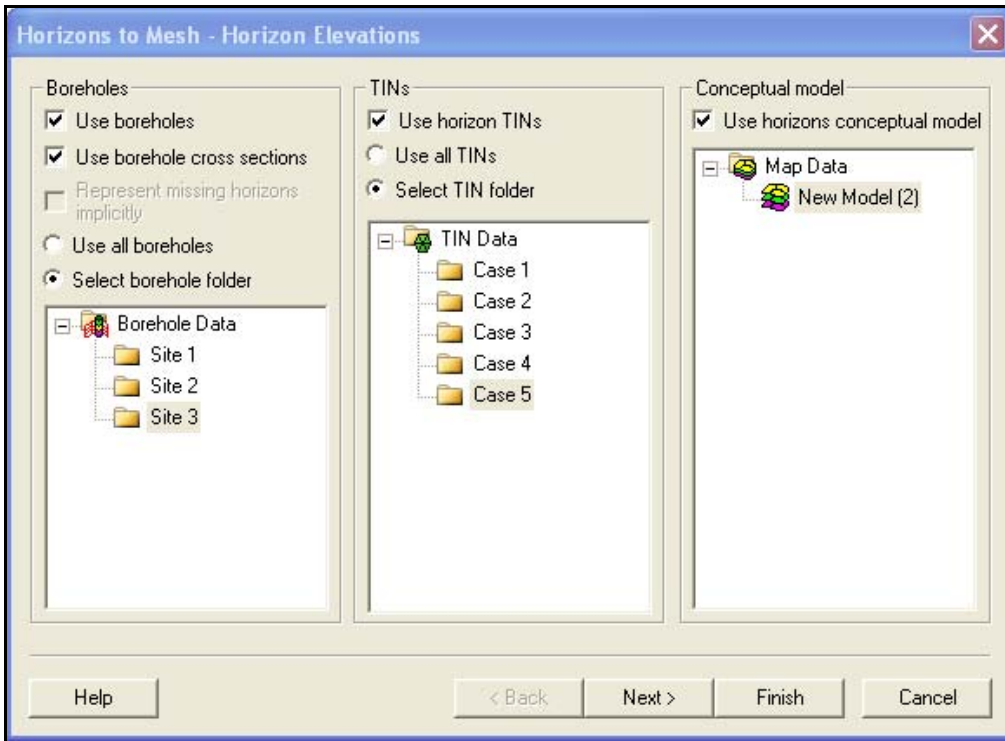 Horizons to Mesh - Horizon Elevations
Boreholes
Use boreholes
Use borehole cross sections
Represent missing horizons
implicitly
Use all boreholes
Select borehole folder
Borehole Data
Site 1
Site 2
Site 3
TINs
Use horizon TINs
Use all TINs
Select TIN folder
TIN Data
Case 1
Case 2
Case 3
Case 4
Case 5
Conceptual model
Use horizons conceptual model
Map Data
New Model (2)
Help
< Back
Next >
Finish
Cancel